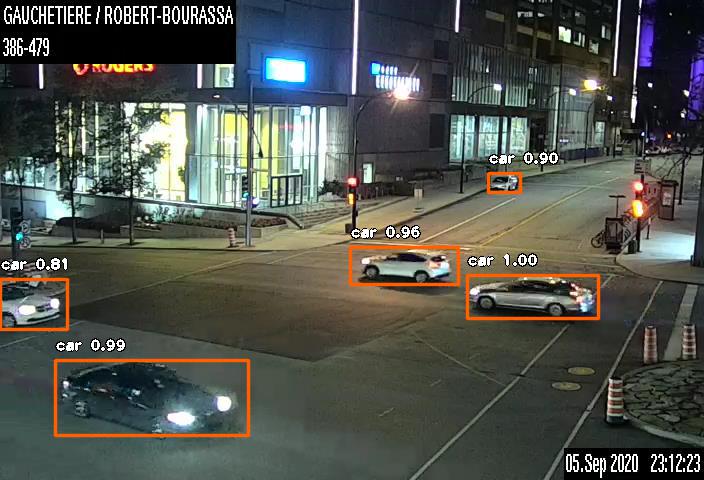 GAUCHETIERE / ROBERT-BOURASSA
386-479
ROGERS
car 0.90
car 0.96
car 1.00
car 0.81
car 0.99
05.Sep 2020 23:12:23